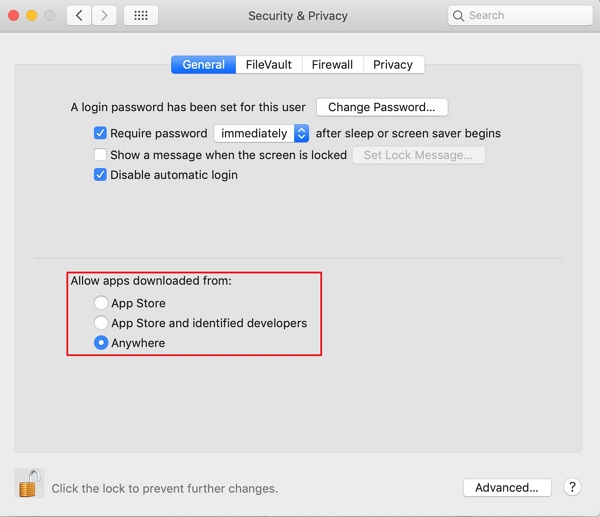 Security & Privacy
Search
General FileVault Firewall Privacy
A login password has been set for this user Change Password...
Require password immediately after sleep or screen saver begins
Show a message when the screen is locked Set Lock Message...
Disable automatic login
Allow apps downloaded from:
App Store
App Store and identified developers
Anywhere
Click the lock to prevent further changes.
Advanced... ?